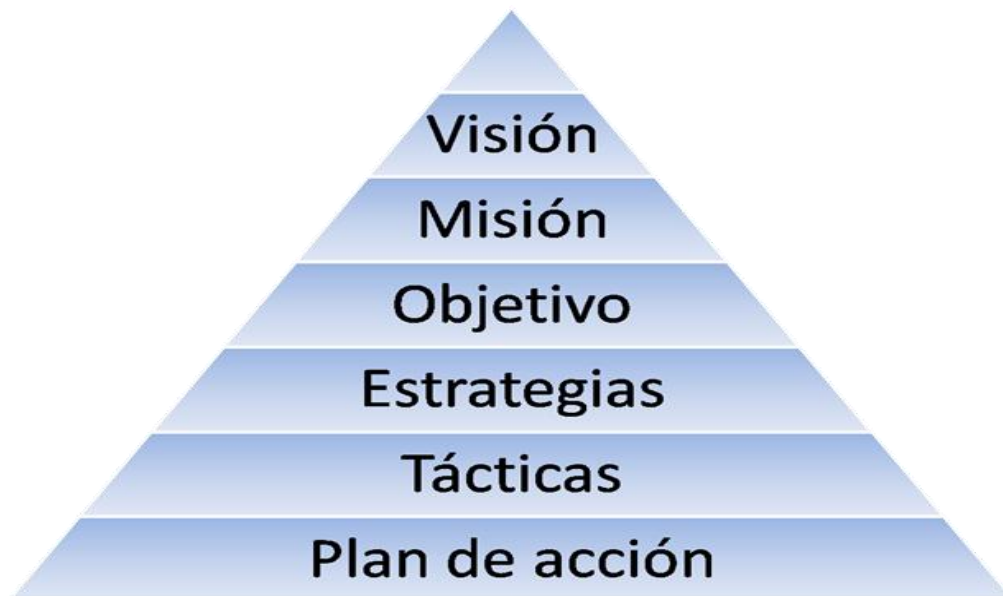 Visión
Misión
Objetivo
Estrategias
Tácticas
Plan de acción